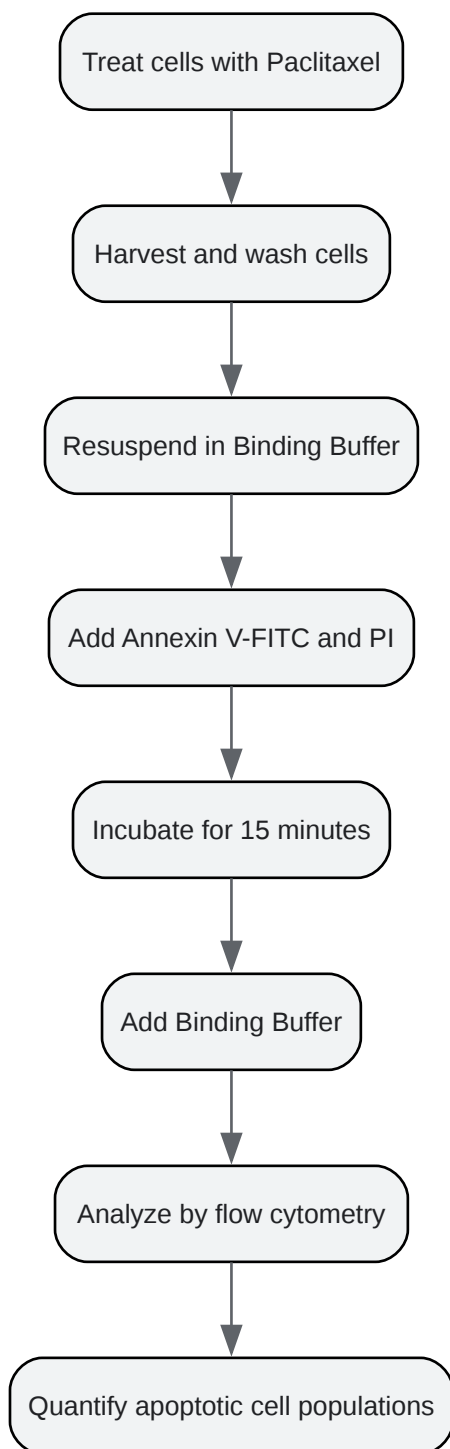 Treat cells with Paclitaxel
Harvest and wash cells
Resuspend in Binding Buffer
Add Annexin V-FITC and PI
Incubate for 15 minutes
Add Binding Buffer
Analyze by flow cytometry
Quantify apoptotic cell populations